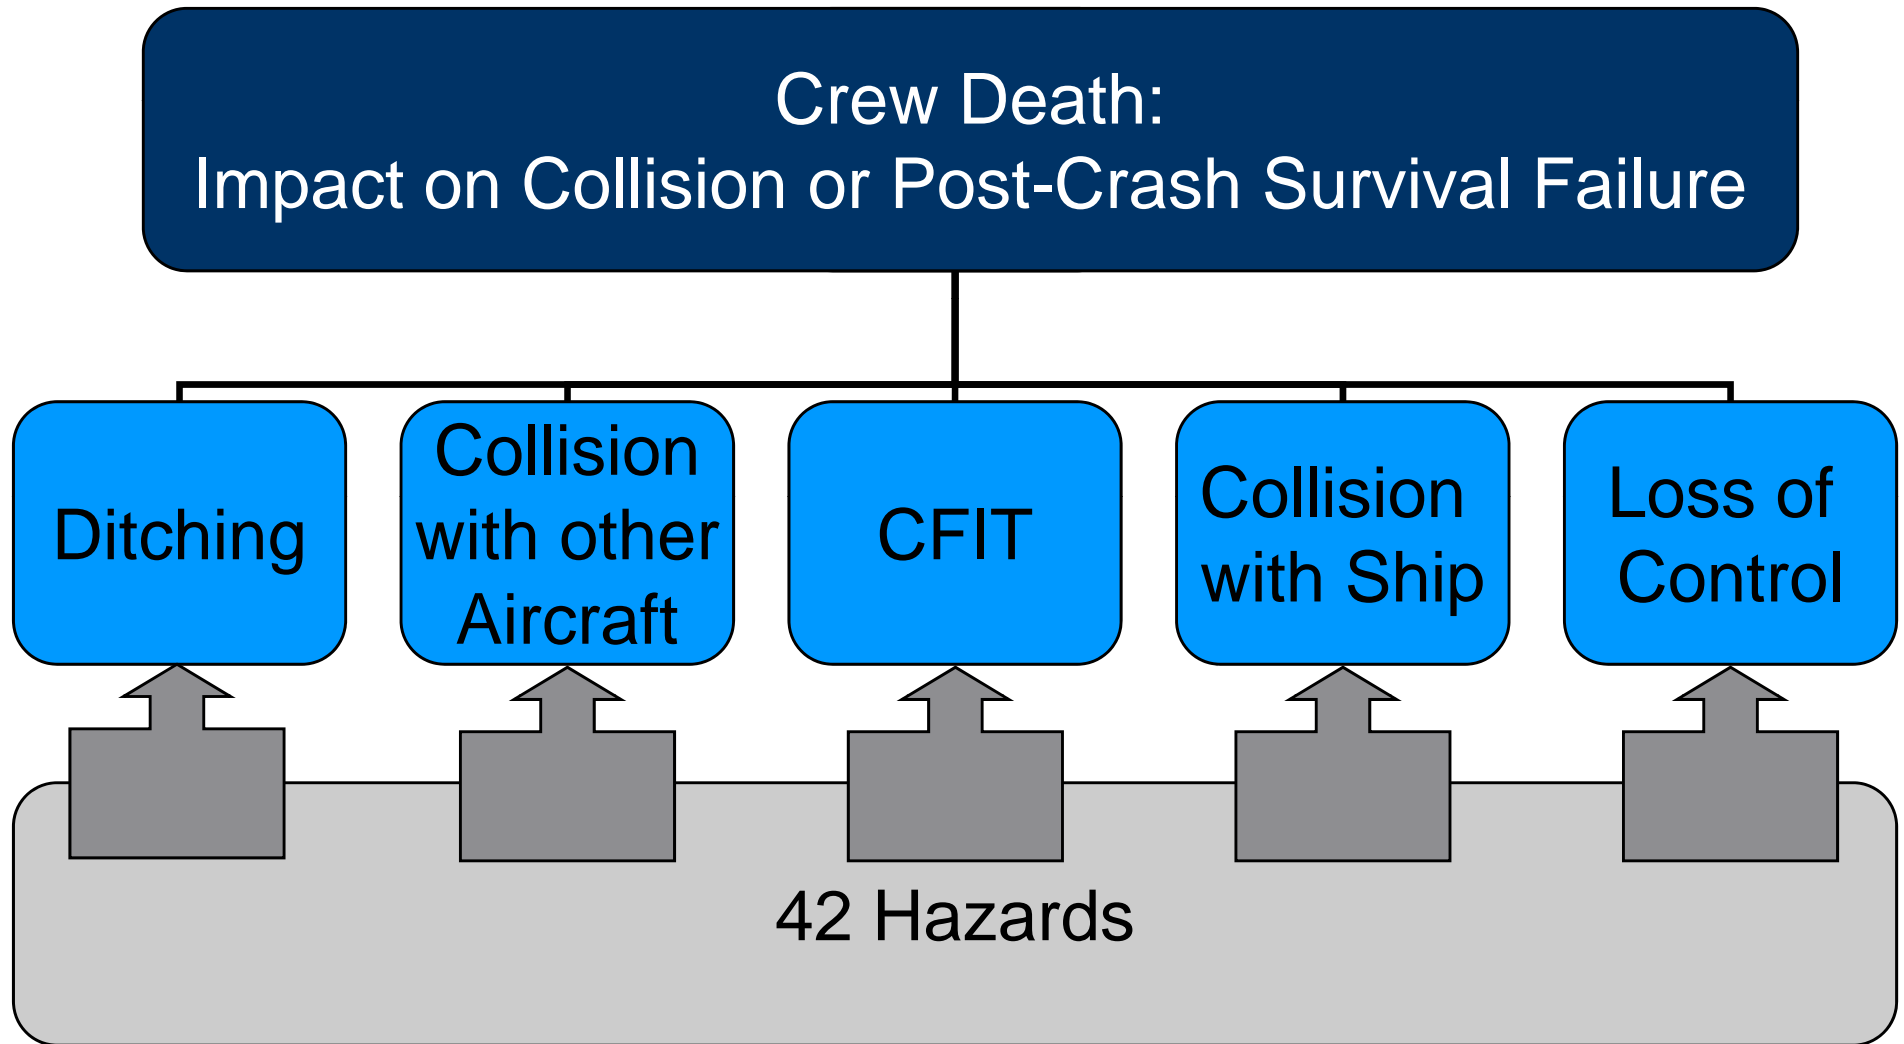 Crew Death:
Impact on Collision or Post-Crash Survival Failure
Ditching
Collision
with other
Aircraft
CFIT
Collision
with Ship
Loss of
Control
42 Hazards